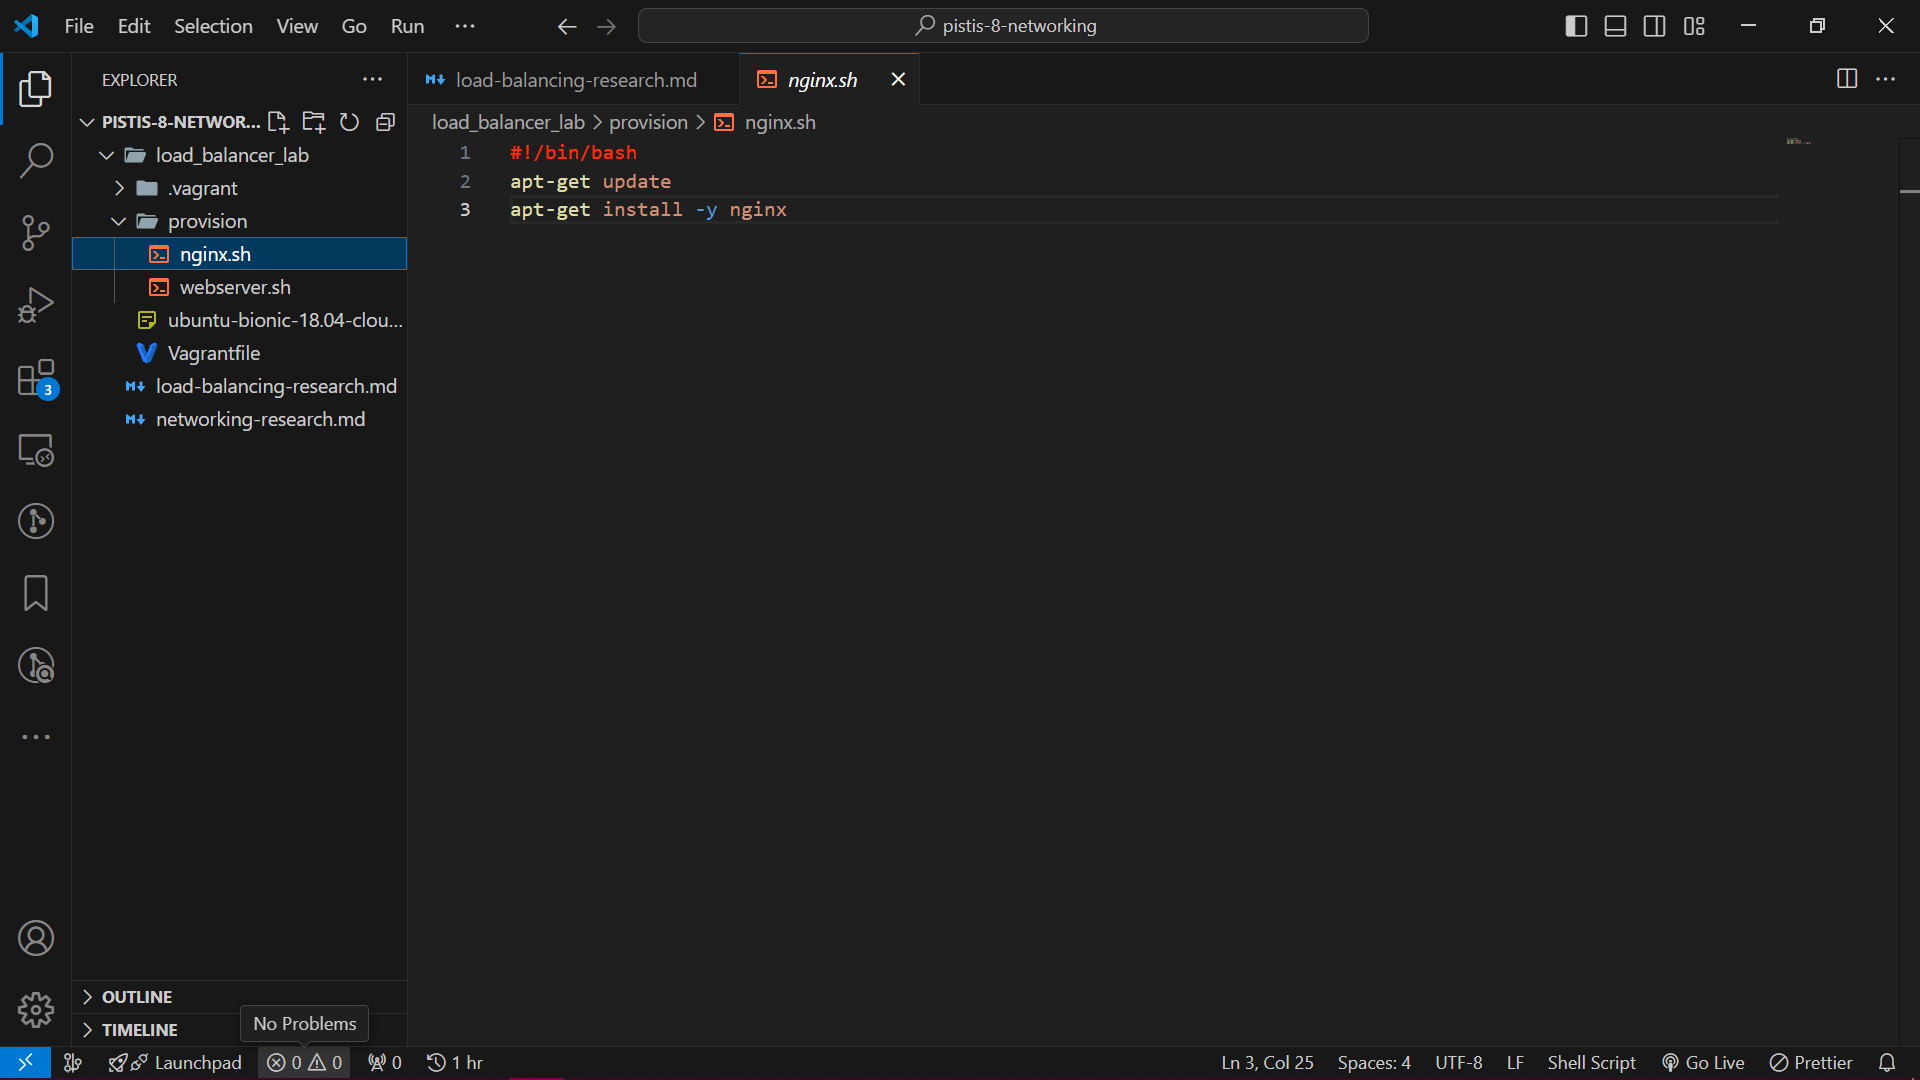 File Edit Selection View Go Run ··· pistis-8-networking
EXPLORER ···
load-balancing-research.md
nginx.sh
PISTIS-8-NETWOR...
load_balancer_lab
.vagrant
provision
nginx.sh
webserver.sh
ubuntu-bionic-18.04-clou...
Vagrantfile
load-balancing-research.md
networking-research.md
load_balancer_lab > provision > nginx.sh
1 #!/bin/bash
2 apt-get update
3 apt-get install -y nginx
3
OUTLINE
TIMELINE
No Problems
Launchpad 0 0 0 1 hr Ln 3, Col 25 Spaces: 4 UTF-8 LF Shell Script Go Live Prettier